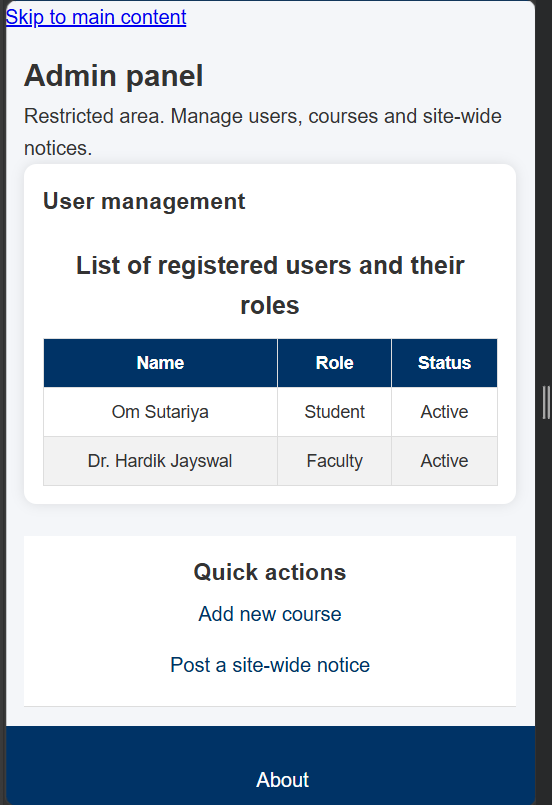 Skip to main content
Admin panel
Restricted area. Manage users, courses and site-wide
notices.
User management
List of registered users and their
roles
Name Role Status
Om Sutariya Student Active
Dr. Hardik Jayswal Faculty Active
Quick actions
Add new course
Post a site-wide notice
About